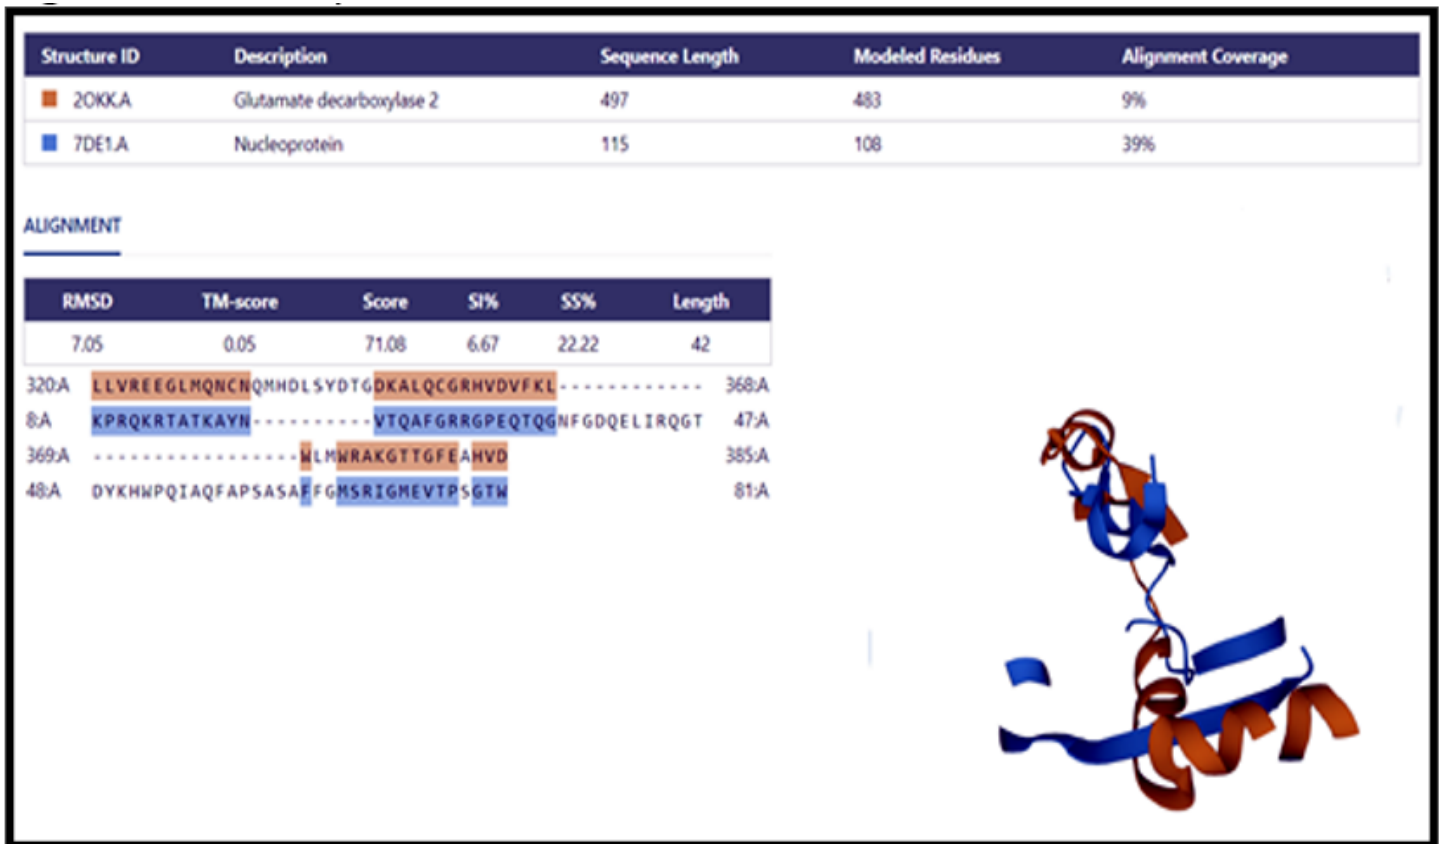 Structure ID Description Sequence Length Modeled Residues Alignment Coverage
2OKK.A Glutamate decarboxylase 2 497 483 9%
7DE1.A Nucleoprotein 115 108 39%
ALIGNMENT
RMSD TM-score Score SI% SS% Length
7.05 0.05 71.08 6.67 22.22 42
320:A LLVREEGLMQNCNQMHDLSYDTGDKALQCGRHVDVFKL------------ 368:A
8:A KPRQKRTATKAYN----------VTQAFGRRGPEQTQGNFGDQELIRQGT 47:A
369:A -----------------WLMWRAKGTTGFEAHVD 385:A
48:A DYKHWPQIAQFAPSASAFFGMSRIGMEVTPSGTW 81:A